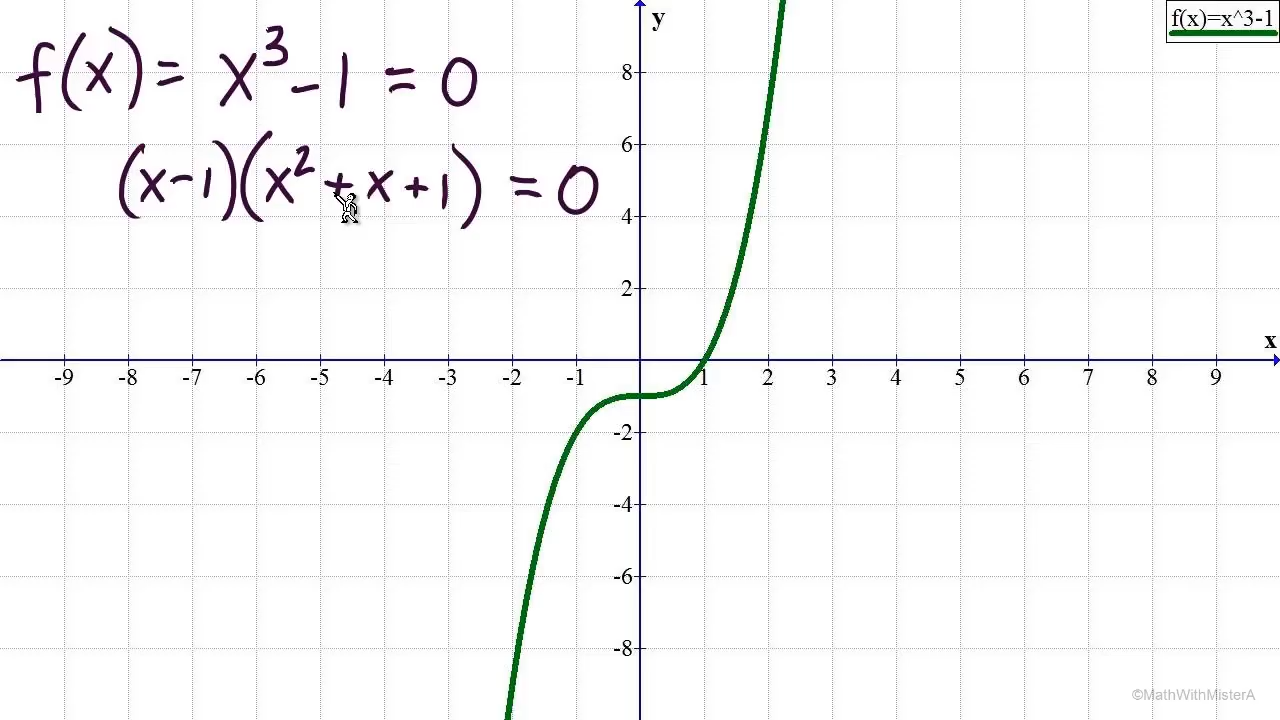 f(x) = x³ - 1 = 0
(x-1)(x² + x + 1) = 0
y
f(x)=x^3-1
8
6
4
2
x
-9 -8 -7 -6 -5 -4 -3 -2 -1 1 2 3 4 5 6 7 8 9
-2
-4
-6
-8
©MathWithMisterA